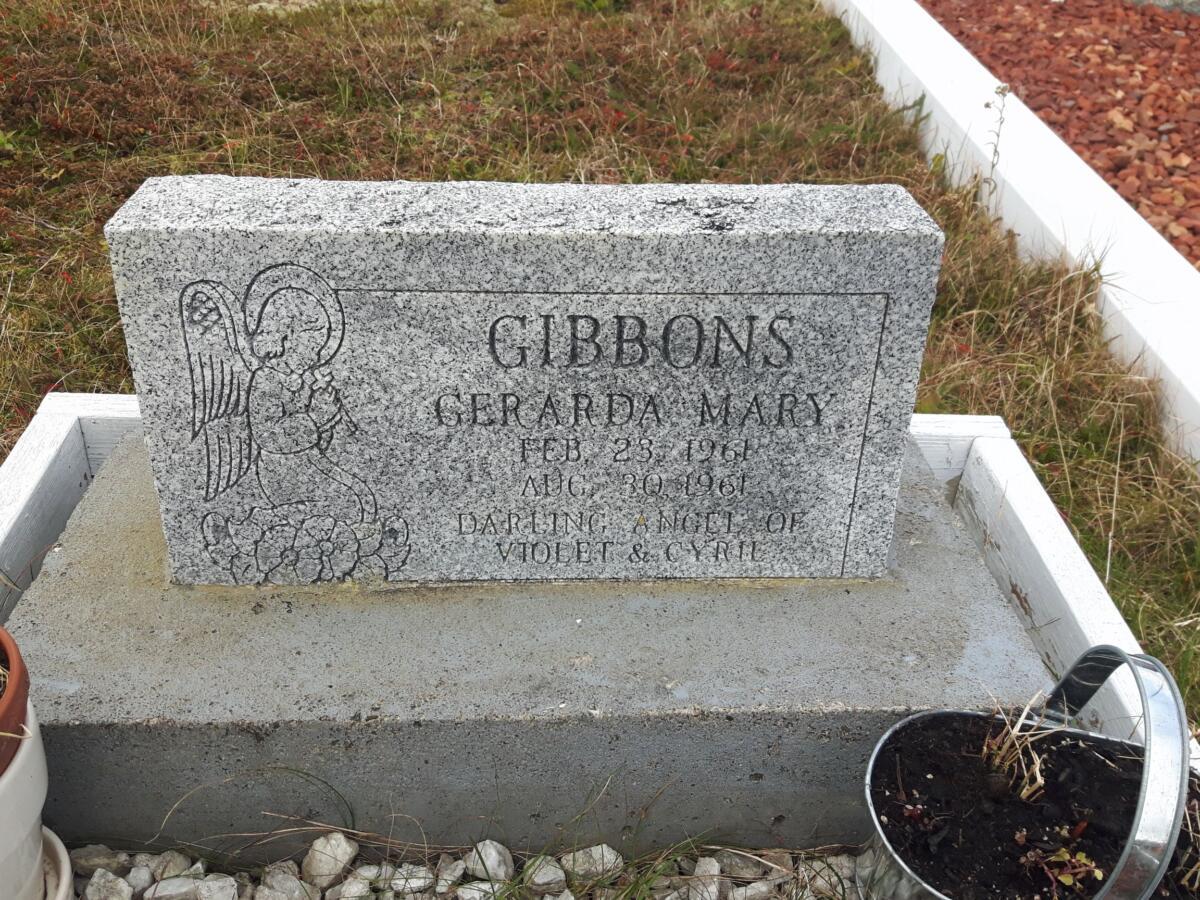 GIBBONS
GERARDA MARY
FEB. 23, 1961
AUG. 30, 1961
DARLING ANGEL OF
VIOLET & CYRIL